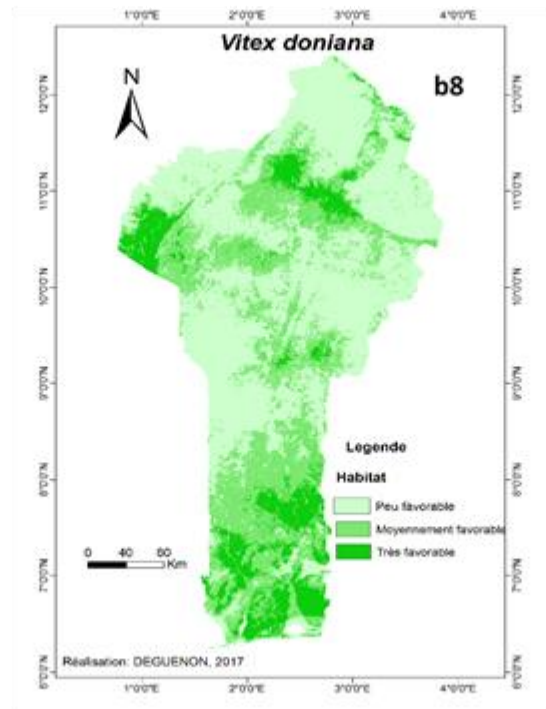 1°0'0"E 2°0'0"E 3°0'0"E 4°0'0"E
Vitex doniana
N
b8
12°0'0"N 12°0'0"N
11°0'0"N 11°0'0"N
10°0'0"N 10°0'0"N
9°0'0"N 9°0'0"N
Legende
Habitat
8°0'0"N 8°0'0"N
Peu favorable
Moyennement favorable
Très favorable
0 40 80
Km
7°0'0"N 7°0'0"N
Réalisation: DEGUENON, 2017
6°0'0"N 6°0'0"N
1°0'0"E 2°0'0"E 3°0'0"E 4°0'0"E